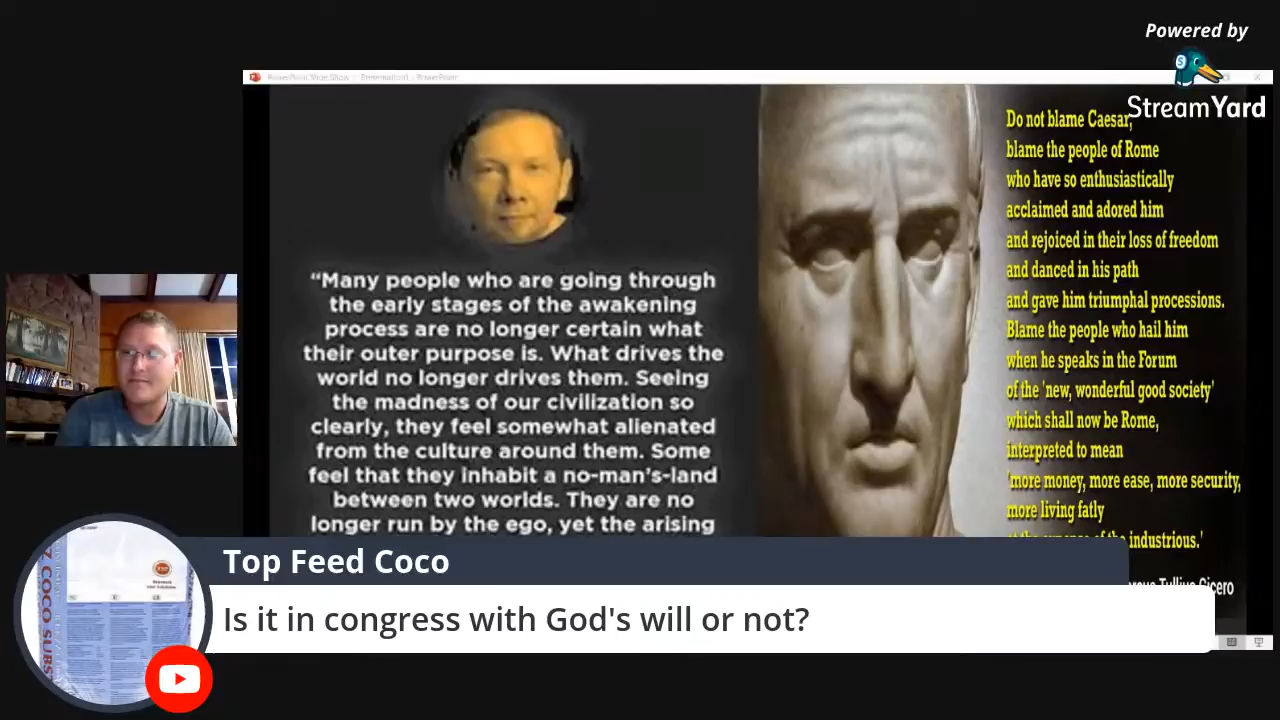 Powered by
StreamYard
PowerPoint Slide Show - Presentation1 - PowerPoint
Do not blame Caesar,
blame the people of Rome
who have so enthusiastically
acclaimed and adored him
and rejoiced in their loss of freedom
and danced in his path
and gave him triumphal processions.
Blame the people who hail him
when he speaks in the Forum
of the 'new, wonderful good society'
which shall now be Rome,
interpreted to mean
'more money, more ease, more security,
more living fatly
industrious.'
Cicero
“Many people who are going through
the early stages of the awakening
process are no longer certain what
their outer purpose is. What drives the
world no longer drives them. Seeing
the madness of our civilization so
clearly, they feel somewhat alienated
from the culture around them. Some
feel that they inhabit a no-man's-land
between two worlds. They are no
longer run by the ego, yet the arising
Top Feed Coco
Is it in congress with God's will or not?
COCO